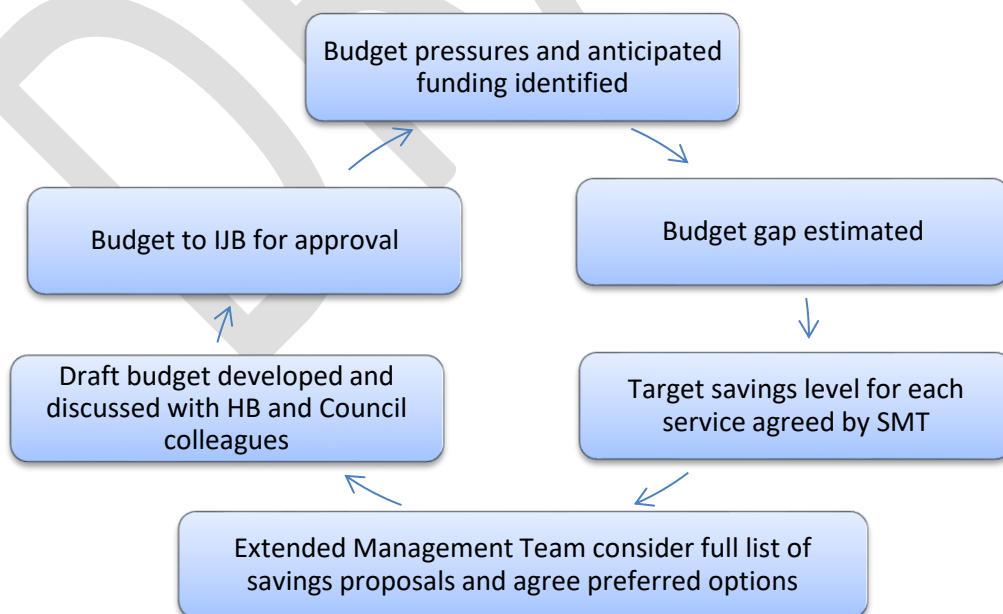 Budget pressures and anticipated
funding identified
Budget gap estimated
Target savings level for each
service agreed by SMT
Extended Management Team consider full list of
savings proposals and agree preferred options
Draft budget developed and
discussed with HB and Council
colleagues
Budget to IJB for approval